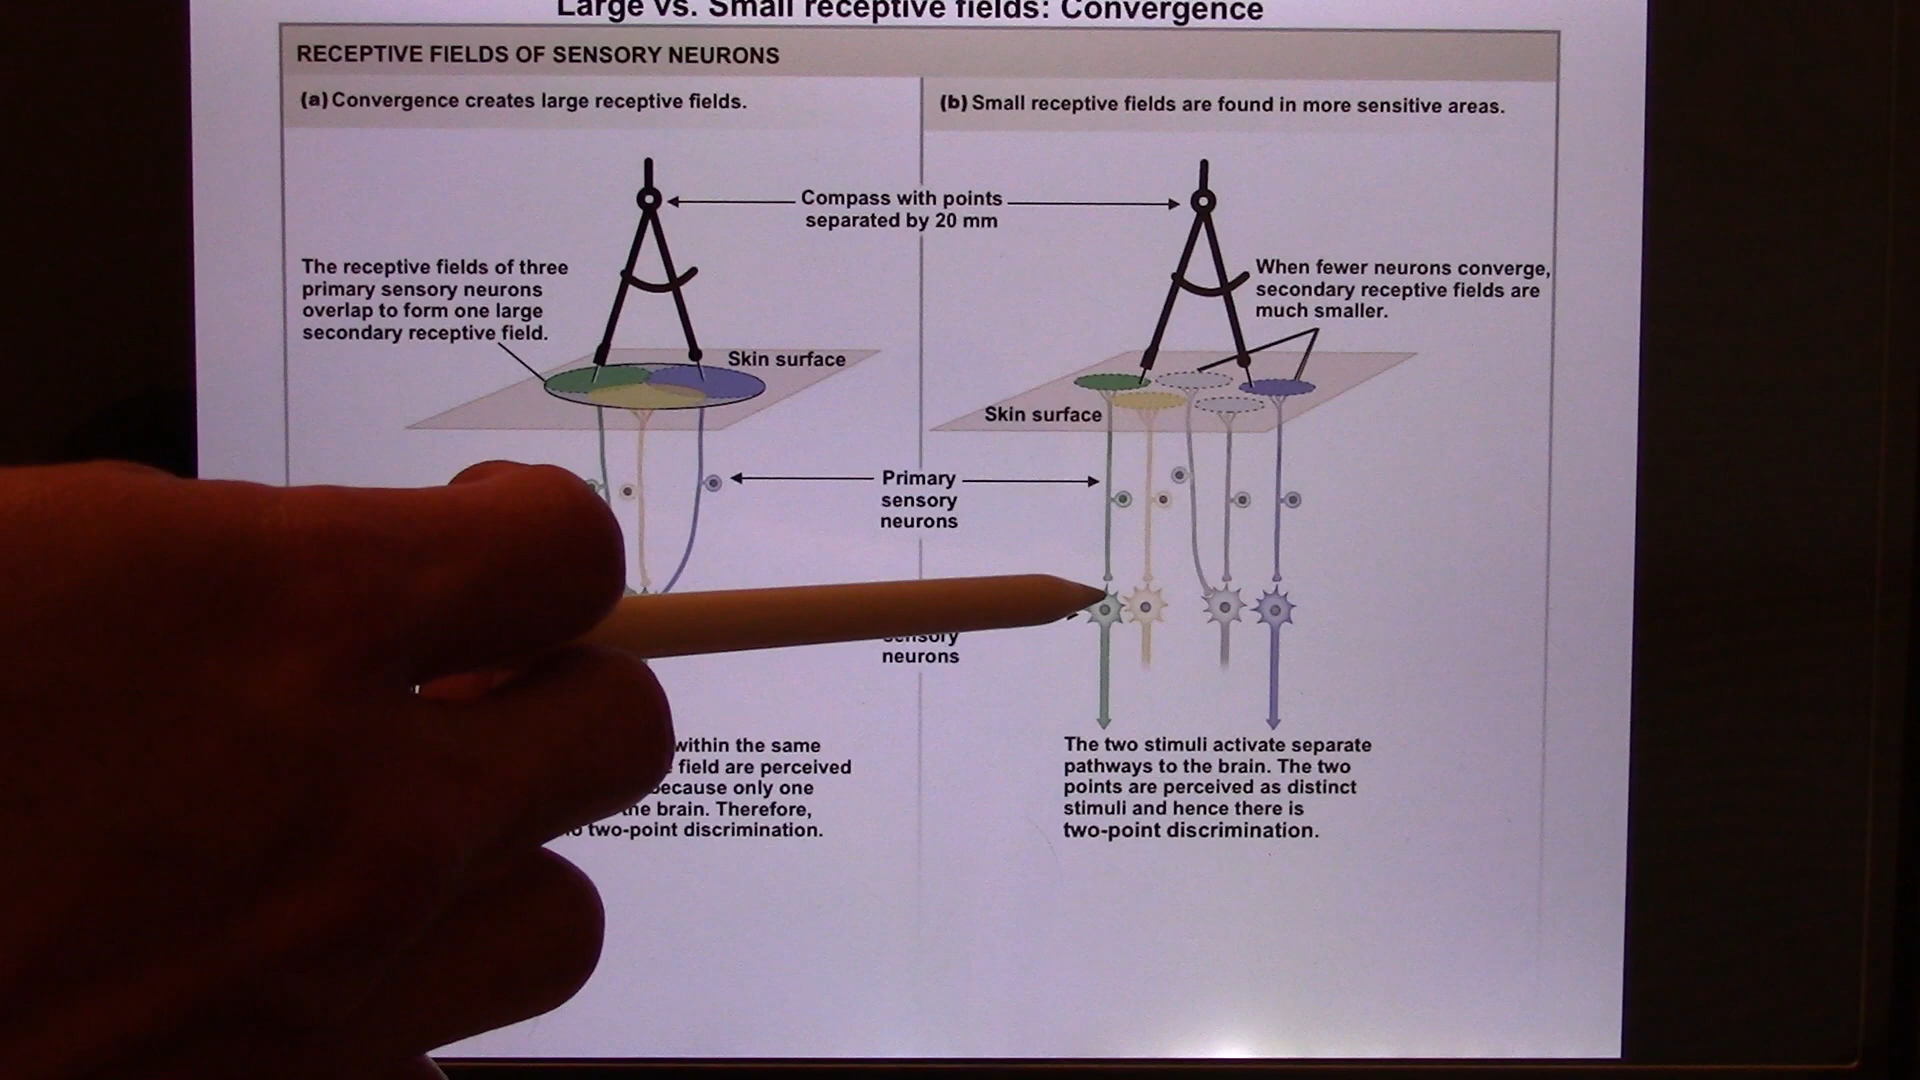 Large vs. Small receptive fields: Convergence
RECEPTIVE FIELDS OF SENSORY NEURONS
(a) Convergence creates large receptive fields.
(b) Small receptive fields are found in more sensitive areas.
Compass with points
separated by 20 mm
The receptive fields of three
primary sensory neurons
overlap to form one large
secondary receptive field.
When fewer neurons converge,
secondary receptive fields are
much smaller.
Skin surface
Skin surface
Primary
sensory
neurons
sensory
neurons
within the same
field are perceived
because only one
the brain. Therefore,
two-point discrimination.
The two stimuli activate separate
pathways to the brain. The two
points are perceived as distinct
stimuli and hence there is
two-point discrimination.